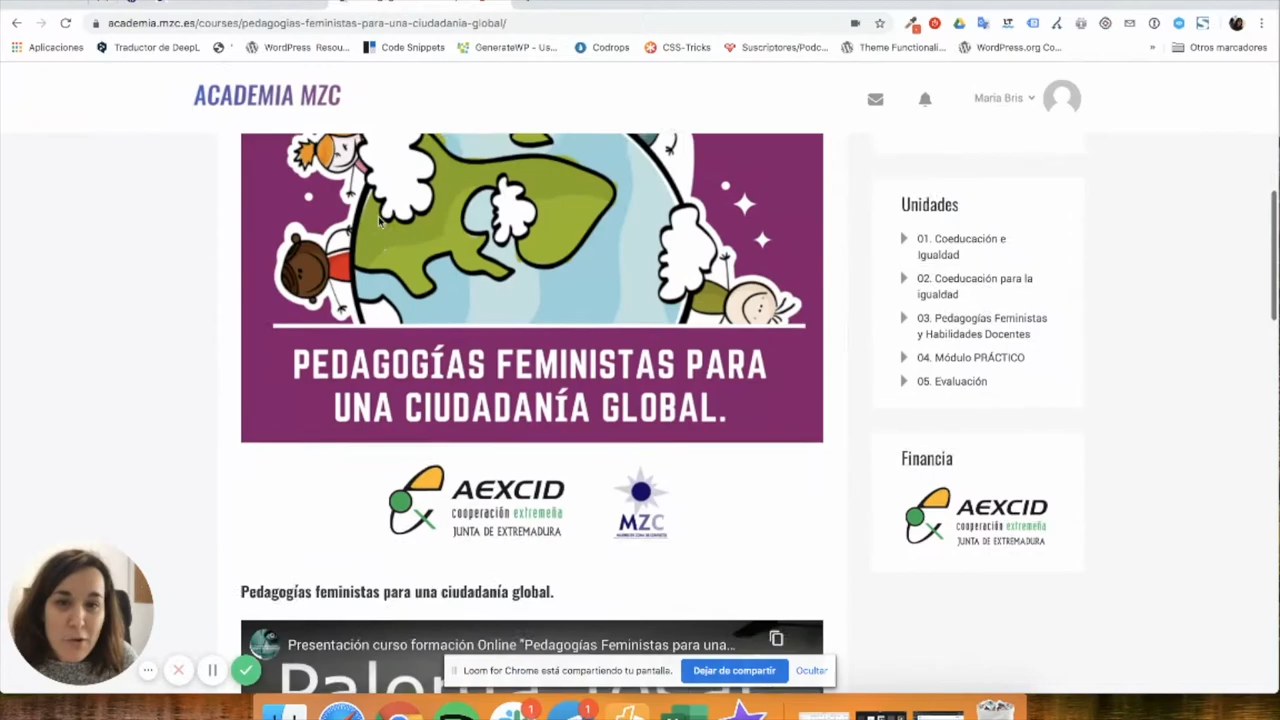 academia.mzc.es/courses/pedagogias-feministas-para-una-ciudadania-global/
Aplicaciones
Traductor de DeepL
WordPress Resou...
Code Snippets
GenerateWP - Us...
Codrops
CSS-Tricks
Suscriptores/Podc...
Theme Functionali...
WordPress.org Co...
»
Otros marcadores
ACADEMIA MZC
Maria Bris
PEDAGOGÍAS FEMINISTAS PARA
UNA CIUDADANÍA GLOBAL.
AEXCID
cooperación extremeña
JUNTA DE EXTREMADURA
MZC
Unidades
01. Coeducación e
Igualdad
02. Coeducación para la
igualdad
03. Pedagogías Feministas
y Habilidades Docentes
04. Módulo PRÁCTICO
05. Evaluación
Financia
AEXCID
cooperación extremeña
JUNTA DE EXTREMADURA
Pedagogías feministas para una ciudadanía global.
Presentación curso formación Online "Pedagogías Feministas para una...
Loom for Chrome está compartiendo tu pantalla.
Dejar de compartir
Ocultar
1
1